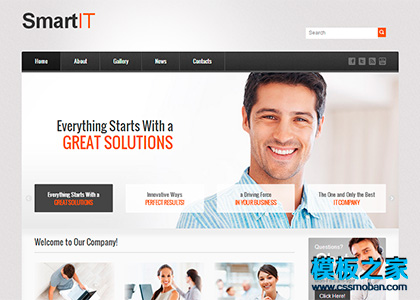 SmartIT
Search
Home About Gallery News Contacts
Everything Starts With a
GREAT SOLUTIONS
Everything Starts With a
GREAT SOLUTIONS
Innovative Ways
PERFECT RESULTS!
a Driving Force
IN YOUR BUSINESS
The One and Only the Best
IT COMPANY
Welcome to Our Company!
Questions?
Click Here!
模板之家
www.cssmoban.com